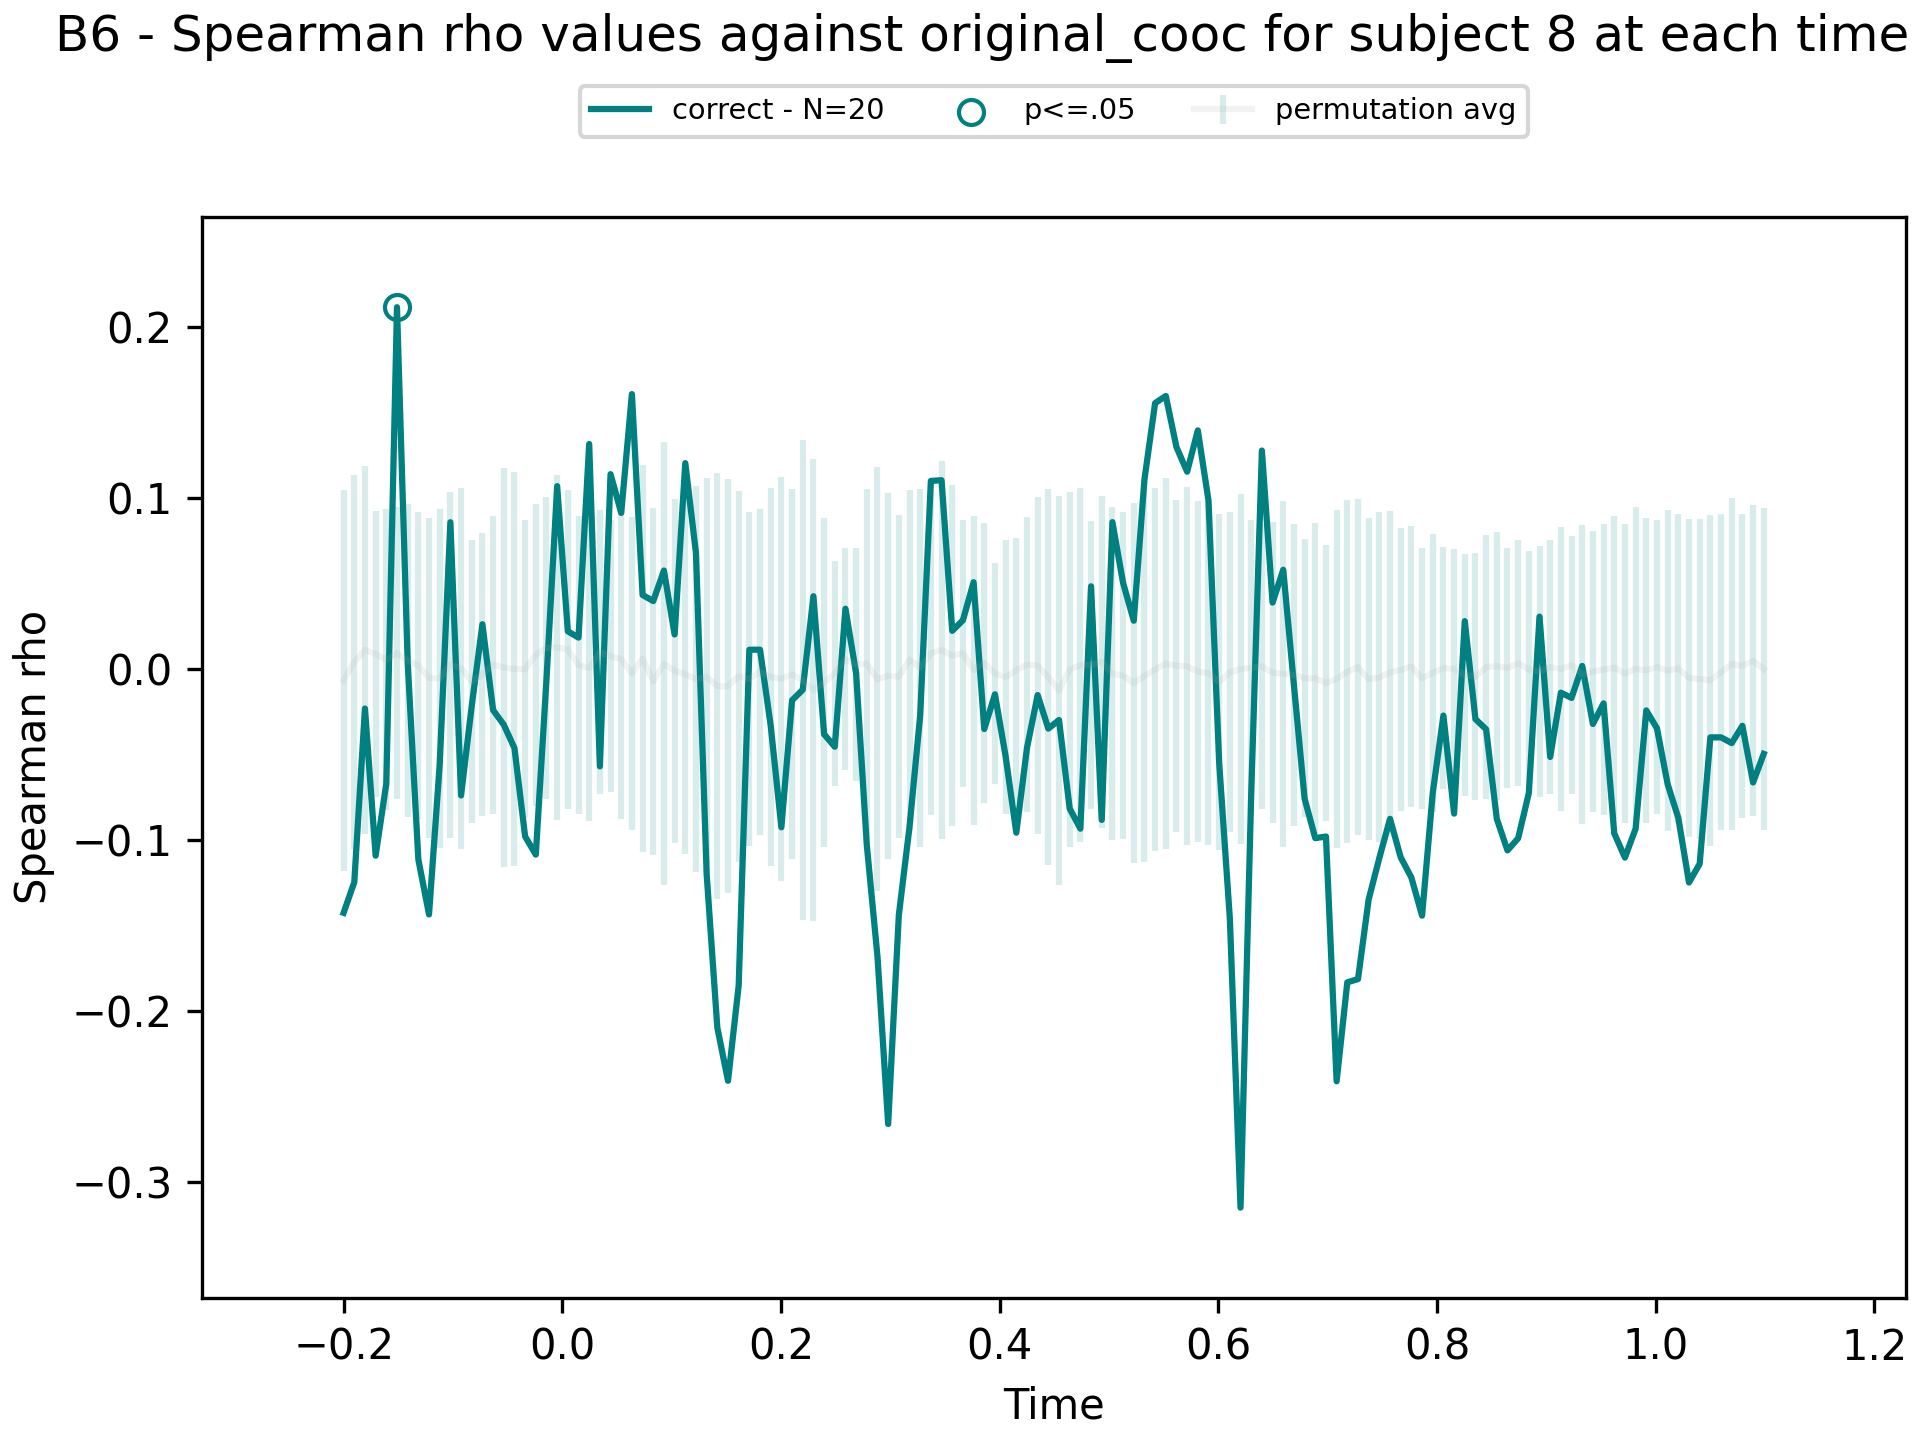 B6 - Spearman rho values against original_cooc for subject 8 at each time
correct - N=20
p<=.05
permutation avg
Spearman rho
0.2
0.1
0.0
−0.1
−0.2
−0.3
−0.2
0.0
0.2
0.4
0.6
0.8
1.0
1.2
Time